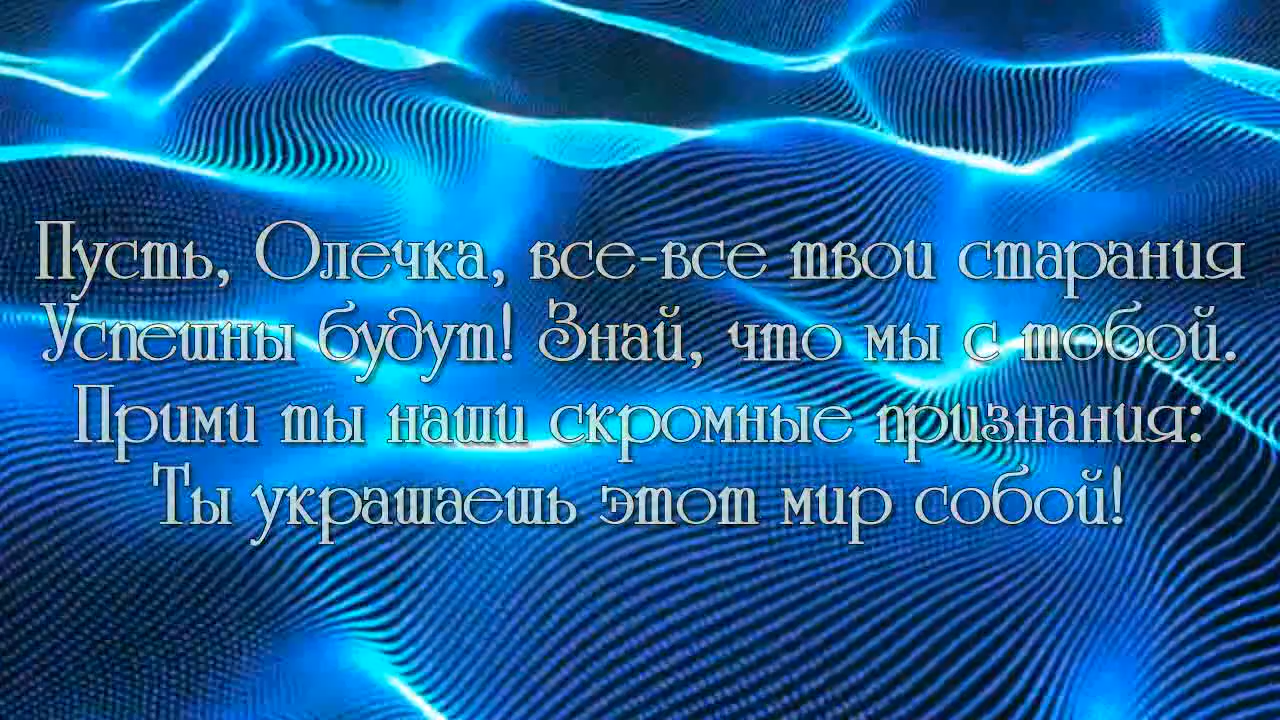 Пусть, Олечка, все-все твои старания
Успешны будут! Знай, что мы с тобой.
Прими ты наши скромные признания:
Ты украшаешь этот мир собой!